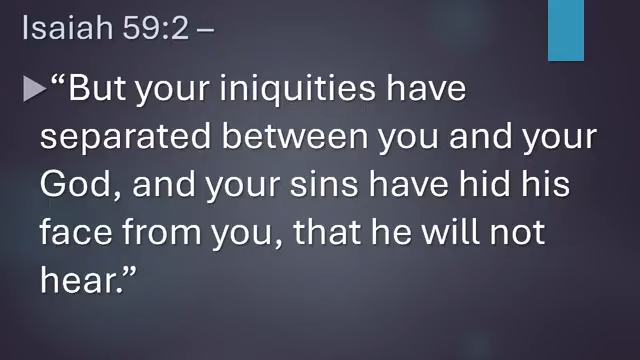 Isaiah 59:2 –
“But your iniquities have
separated between you and your
God, and your sins have hid his
face from you, that he will not
hear.”